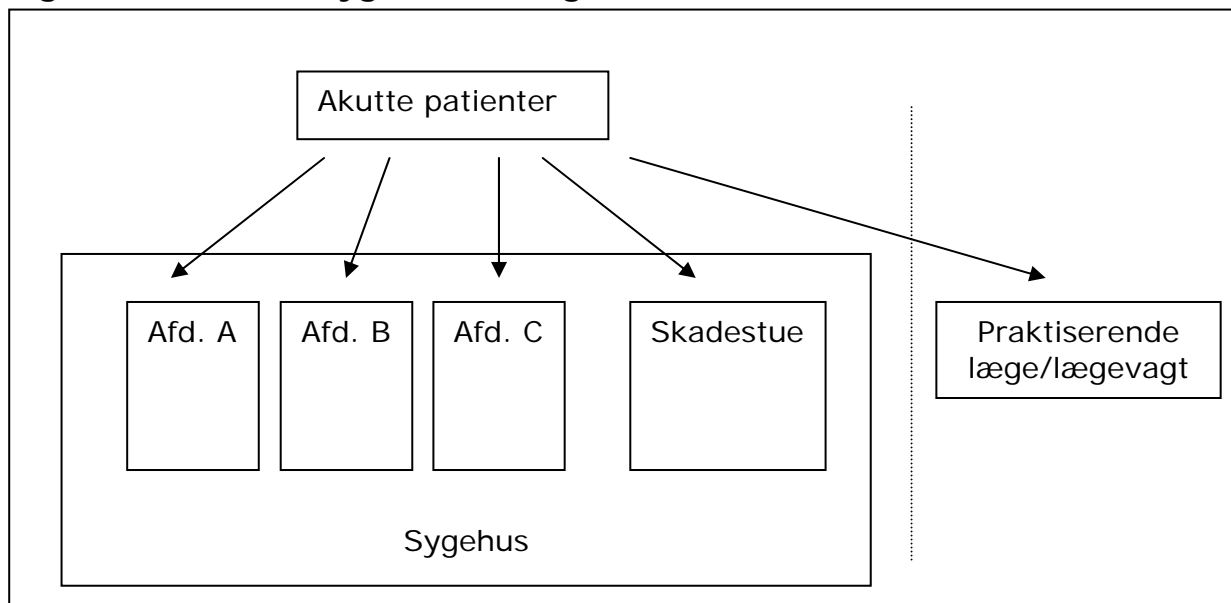 Akutte patienter
Afd. A
Afd. B
Afd. C
Skadestue
Praktiserende
læge/lægevagt
Sygehus